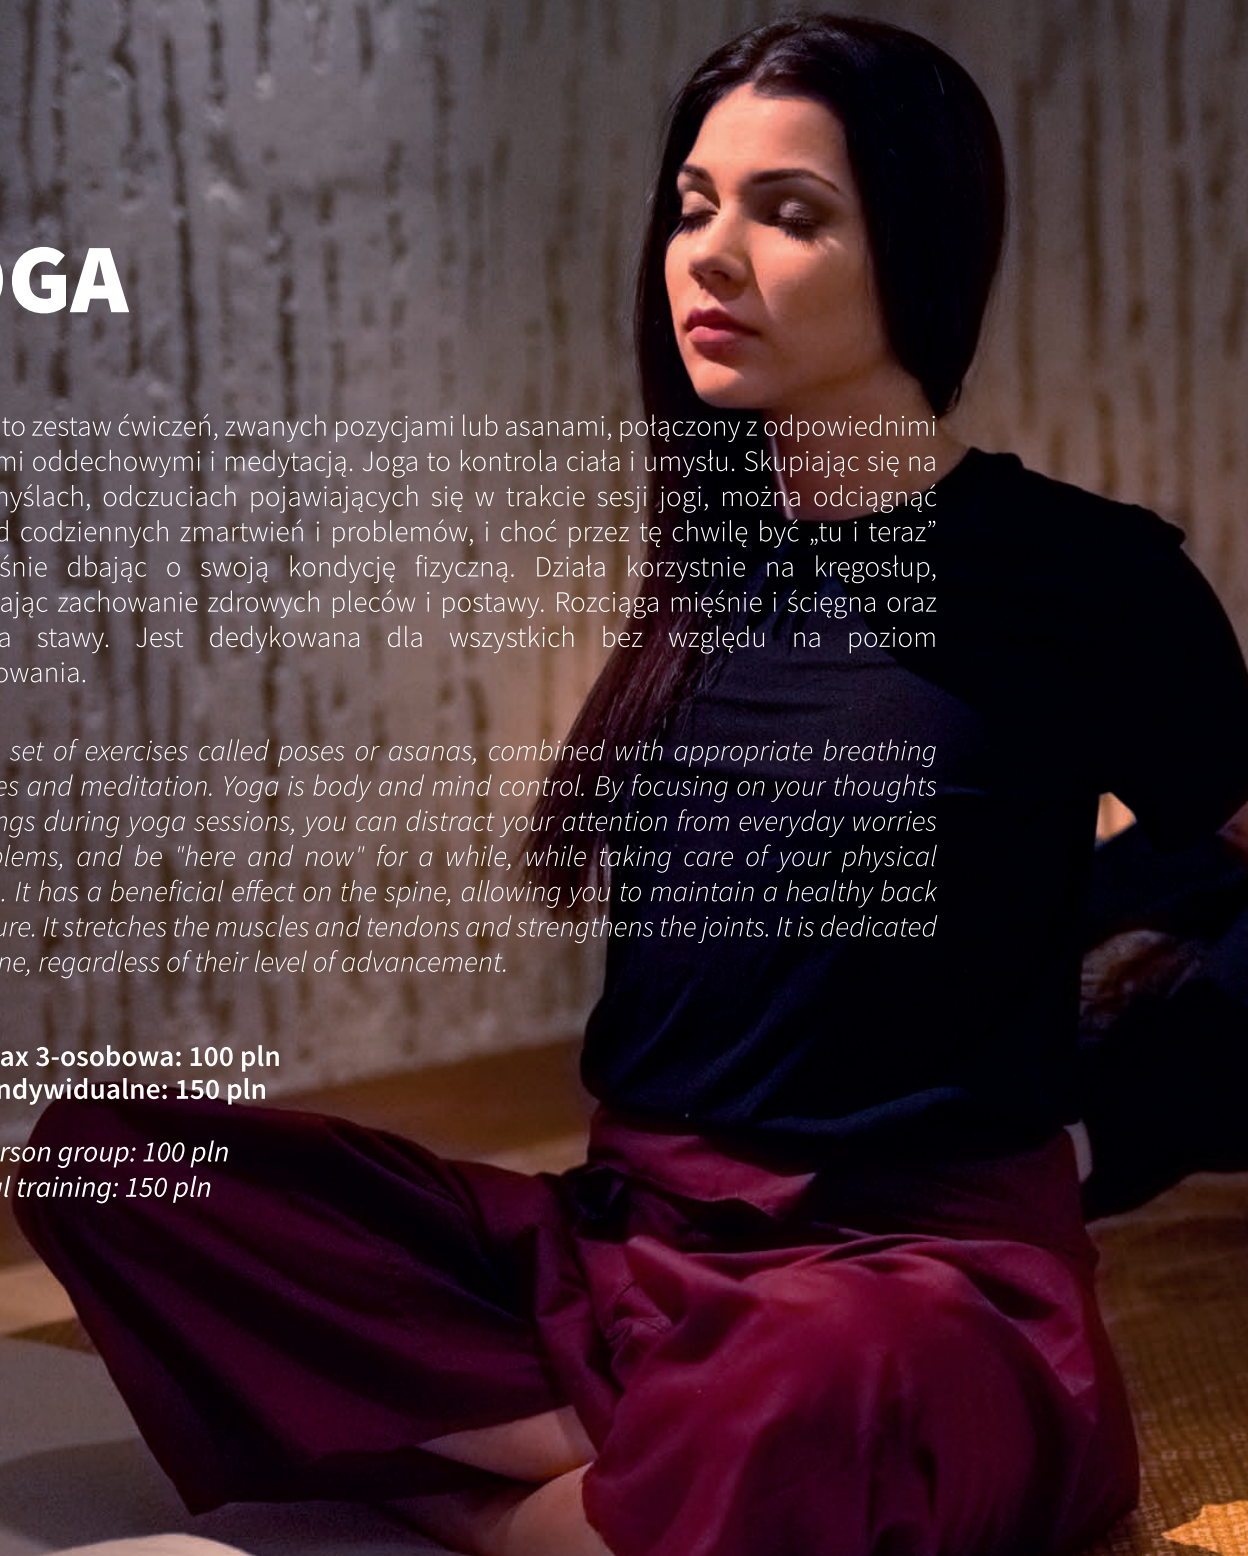 OGA
to zestaw ćwiczeń, zwanych pozycjami lub asanami, połączony z odpowiednimi
mi oddechowymi i medytacją. Joga to kontrola ciała i umysłu. Skupiając się na
myślach, odczuciach pojawiających się w trakcie sesji jogi, można odciągnąć
d codziennych zmartwień i problemów, i choć przez tę chwilę być „tu i teraz”
śnie dbając o swoją kondycję fizyczną. Działa korzystnie na kręgosłup,
ając zachowanie zdrowych pleców i postawy. Rozciąga mięśnie i ścięgna oraz
a stawy. Jest dedykowana dla wszystkich bez względu na poziom
owania.
set of exercises called poses or asanas, combined with appropriate breathing
es and meditation. Yoga is body and mind control. By focusing on your thoughts
ngs during yoga sessions, you can distract your attention from everyday worries
blems, and be "here and now" for a while, while taking care of your physical
. It has a beneficial effect on the spine, allowing you to maintain a healthy back
ure. It stretches the muscles and tendons and strengthens the joints. It is dedicated
ne, regardless of their level of advancement.
ax 3-osobowa: 100 pln
ndywidualne: 150 pln
rson group: 100 pln
l training: 150 pln